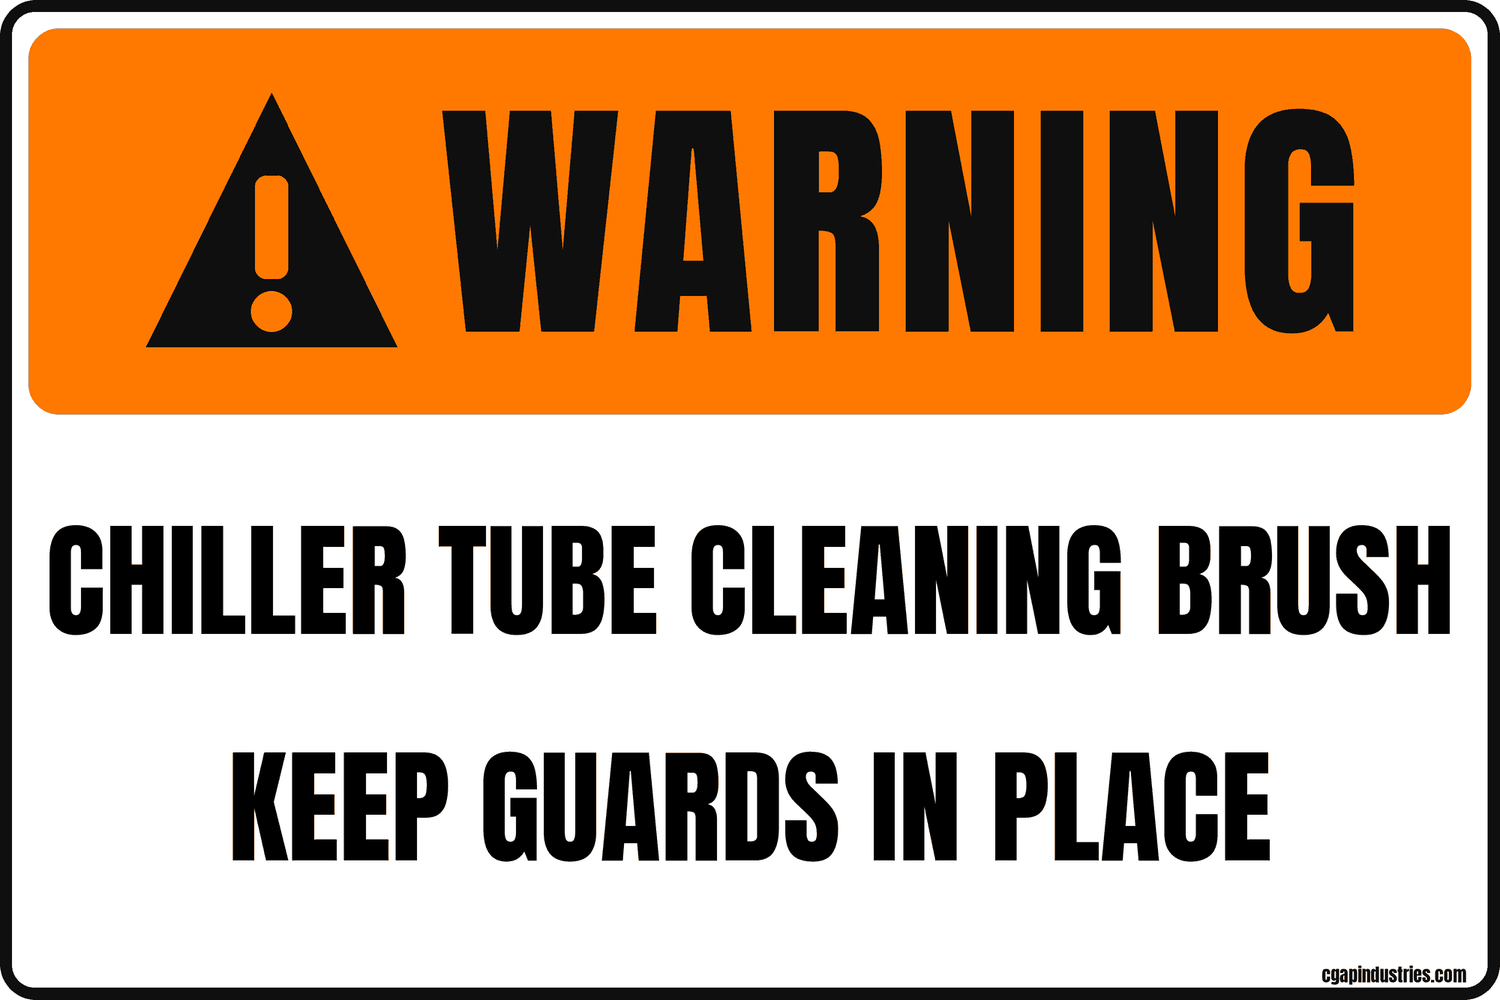 WARNING
CHILLER TUBE CLEANING BRUSH
KEEP GUARDS IN PLACE
cgapindustries.com